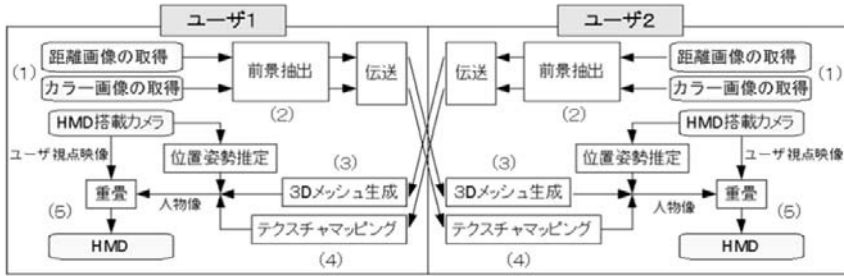 ユーザ1
ユーザ2
(1)
距離画像の取得
カラー画像の取得
前景抽出
(2)
伝送
HMD搭載カメラ
ユーザ視点映像
位置姿勢推定
(3)
3Dメッシュ生成
重畳
人物像
(5)
テクスチャマッピング
(4)
HMD
伝送
前景抽出
(2)
距離画像の取得
カラー画像の取得
(1)
HMD搭載カメラ
ユーザ視点映像
位置姿勢推定
(3)
3Dメッシュ生成
人物像
重畳
(5)
テクスチャマッピング
(4)
HMD